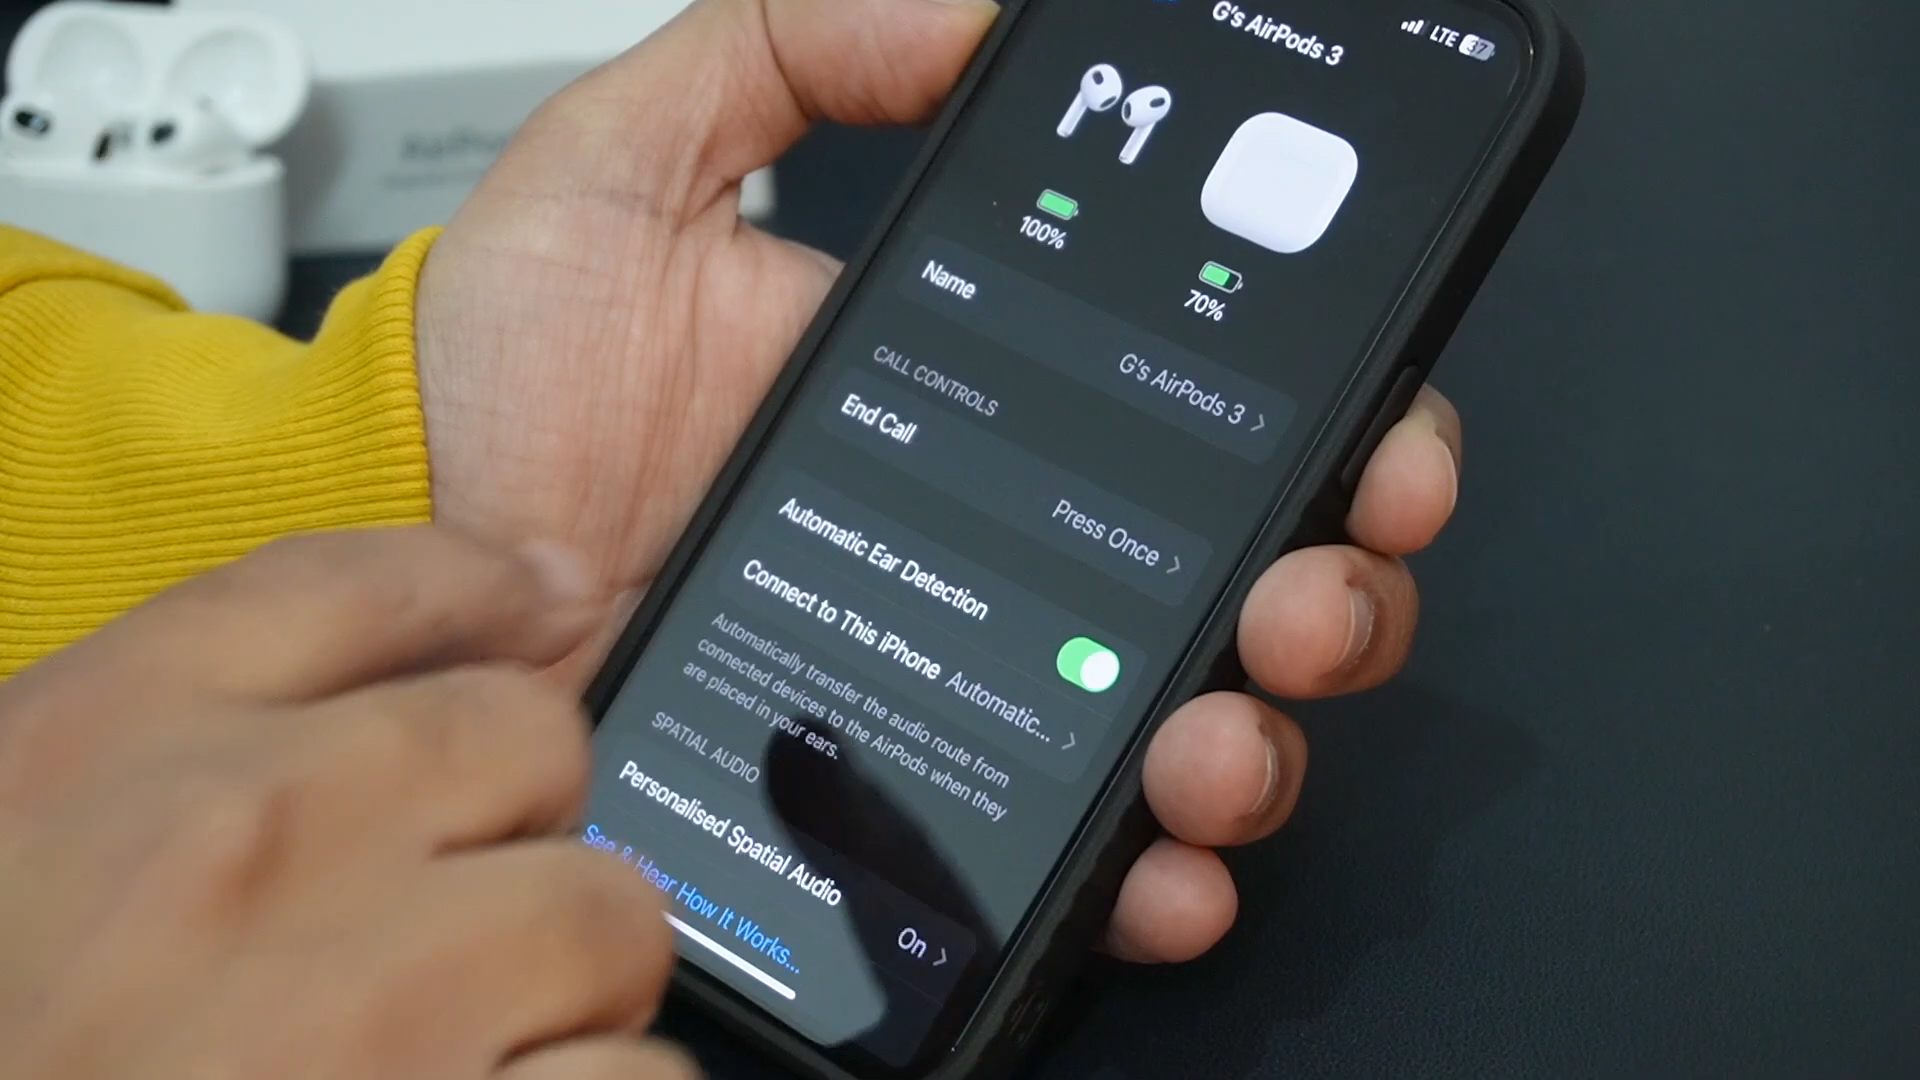 G's AirPods 3
LTE 37
100%
70%
Name
G's AirPods 3
CALL CONTROLS
End Call
Press Once
Automatic Ear Detection
Connect to This iPhone Automatic...
Automatically transfer the audio route from
connected devices to the AirPods when they
are placed in your ears.
SPATIAL AUDIO
Personalised Spatial Audio
On
See & Hear How It Works...